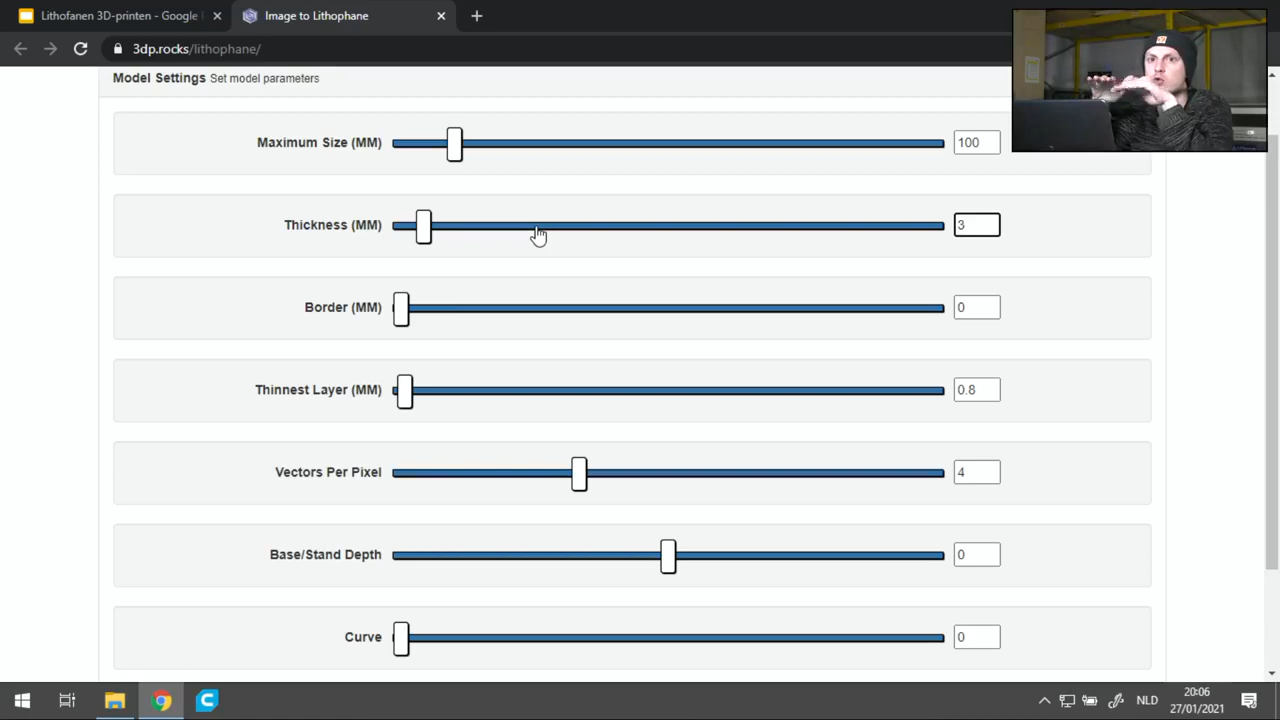 Lithofanen 3D-printen - Google
Image to Lithophane
3dp.rocks/lithophane/
Model Settings Set model parameters
Maximum Size (MM) 100
Thickness (MM) 3
Border (MM) 0
Thinnest Layer (MM) 0.8
Vectors Per Pixel 4
Base/Stand Depth 0
Curve 0
NLD
20:06
27/01/2021